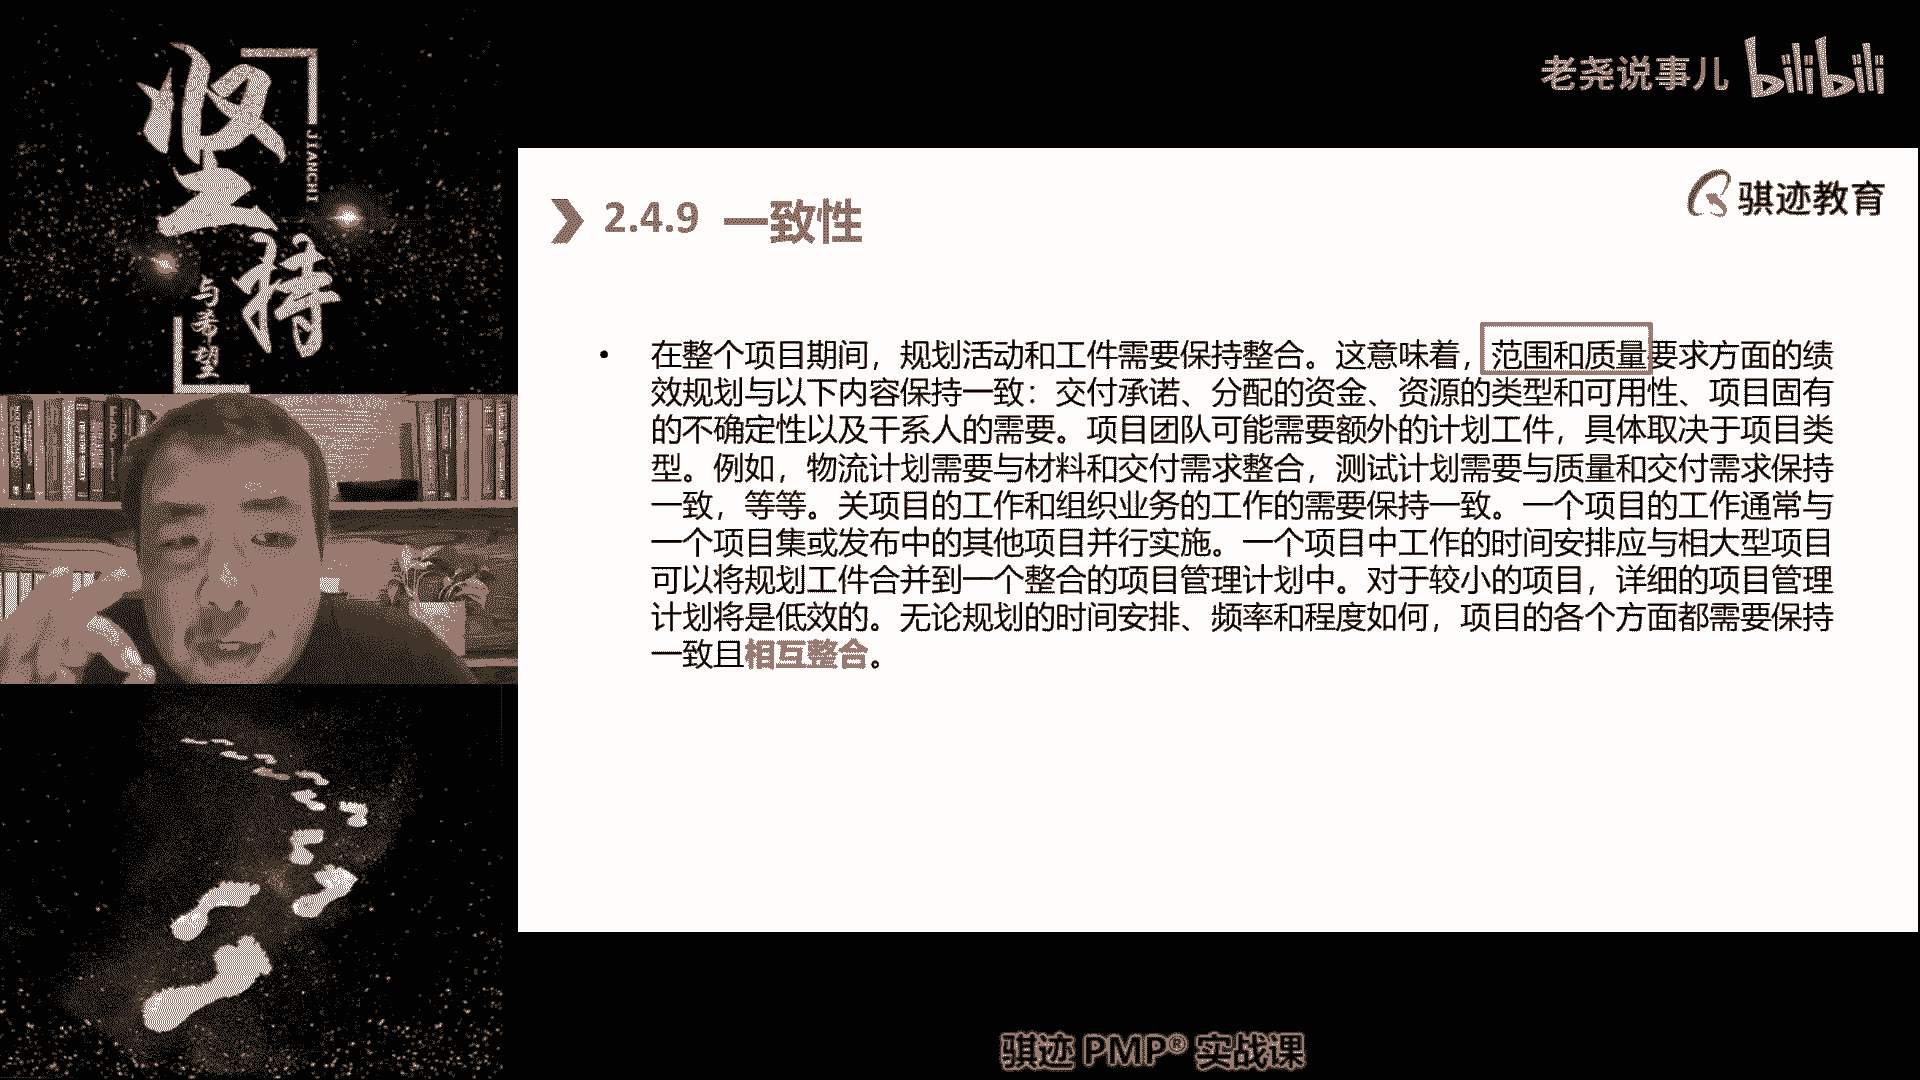 坚持
JIANCHI
与希望
老尧说事儿 bilibili
骐迹教育
2.4.9 一致性
• 在整个项目期间，规划活动和工件需要保持整合。这意味着，范围和质量要求方面的绩
效规划与以下内容保持一致：交付承诺、分配的资金、资源的类型和可用性、项目固有
的不确定性以及干系人的需要。项目团队可能需要额外的计划工件，具体取决于项目类
型。例如，物流计划需要与材料和交付需求整合，测试计划需要与质量和交付需求保持
一致，等等。关项目的工作和组织业务的工作的需要保持一致。一个项目的工作通常与
一个项目集或发布中的其他项目并行实施。一个项目中工作的时间安排应与相大型项目
可以将规划工件合并到一个整合的项目管理计划中。对于较小的项目，详细的项目管理
计划将是低效的。无论规划的时间安排、频率和程度如何，项目的各个方面都需要保持
一致且相互整合。
骐迹 PMP® 实战课